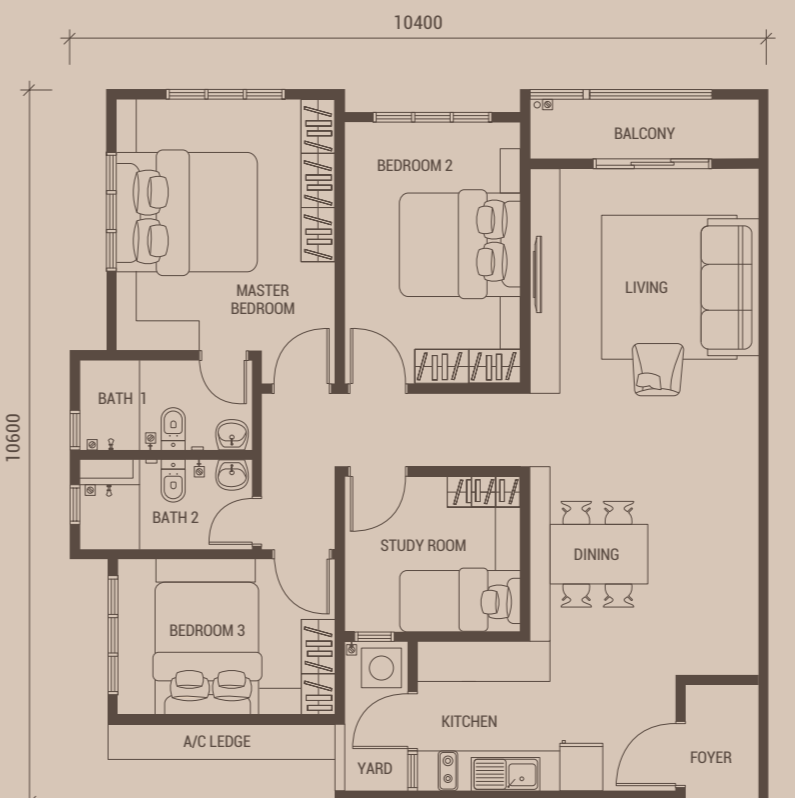 10400
BALCONY
BEDROOM 2
MASTER
BEDROOM
LIVING
BATH 1
10600
BATH 2
STUDY ROOM
DINING
BEDROOM 3
KITCHEN
A/C LEDGE
YARD
FOYER